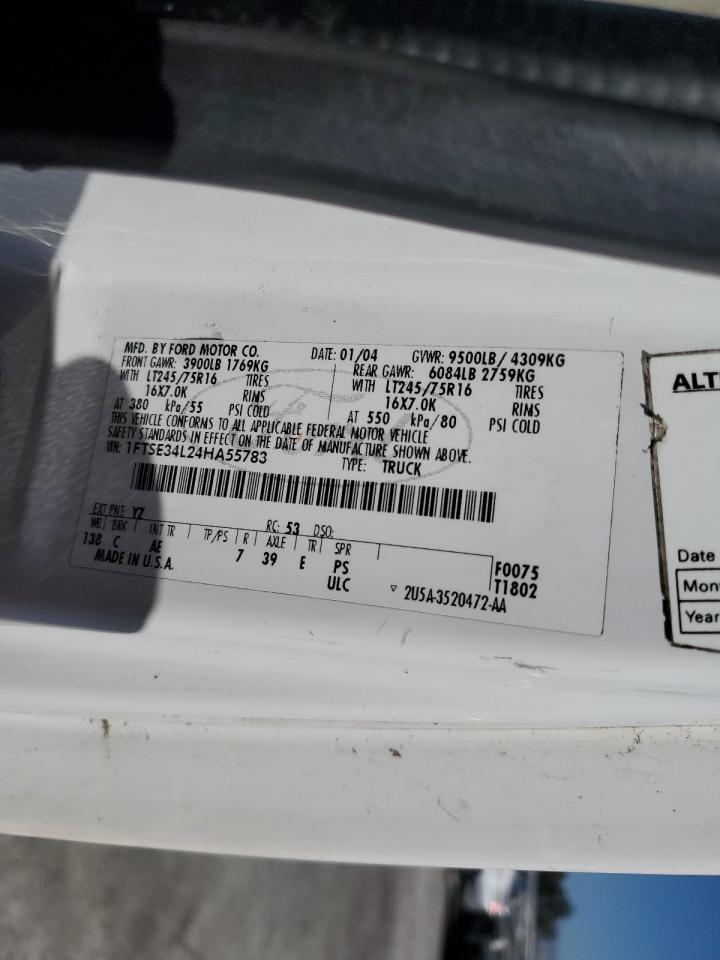 MFD. BY FORD MOTOR CO. DATE: 01/04 GVWR: 9500LB/ 4309KG
FRONT GAWR: 3900LB 1769KG REAR GAWR: 6084LB 2759KG
WITH LT245/75R16 TIRES WITH LT245/75R16 TIRES
16X7.0K RIMS 16X7.0K RIMS
AT 380 kPa/55 PSI COLD AT 550 kPa/80 PSI COLD
THIS VEHICLE CONFORMS TO ALL APPLICABLE FEDERAL MOTOR VEHICLE
SAFETY STANDARDS IN EFFECT ON THE DATE OF MANUFACTURE SHOWN ABOVE.
VIN: 1FTSE34L24HA55783 TYPE: TRUCK
EXT PNT: YZ RC: 53 DSO:
WB BRK INT TR TP/PS R AXLE TR SPR
138 C AE 7 39 E PS F0075
MADE IN U.S.A. ULC T1802
▽ 2U5A-3520472-AA
ALT
Date
Mon
Year